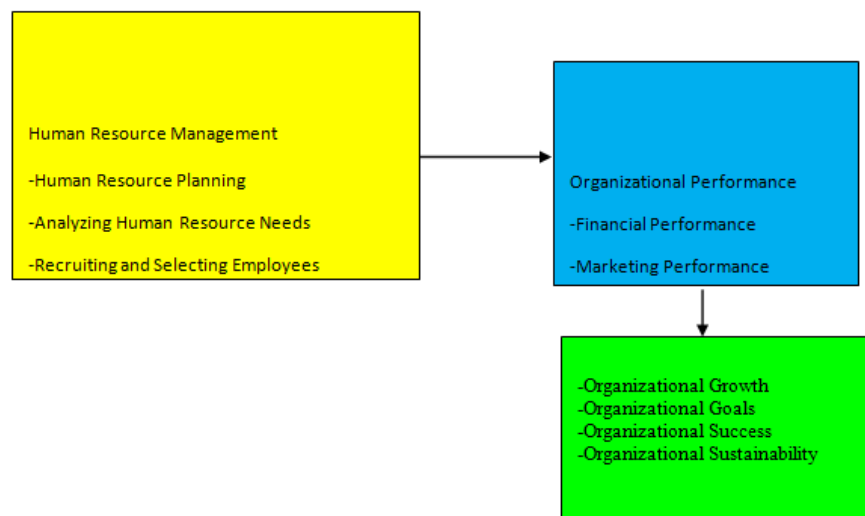 Human Resource Management
-Human Resource Planning
-Analyzing Human Resource Needs
-Recruiting and Selecting Employees
Organizational Performance
-Financial Performance
-Marketing Performance
-Organizational Growth
-Organizational Goals
-Organizational Success
-Organizational Sustainability